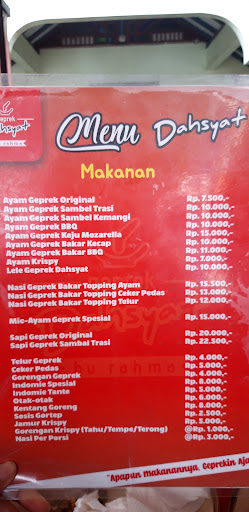 Geprek
Dahsyat
bu rahma
Menu Dahsyat
Makanan
Ayam Geprek Original Rp. 7.500,-
Ayam Geprek Sambel Trasi Rp. 10.000,-
Ayam Geprek Sambel Kemangi Rp. 10.000,-
Ayam Geprek BBQ Rp. 10.000,-
Ayam Geprek Keju Mozarella Rp. 15.000,-
Ayam Geprek Bakar Kecap Rp. 10.000,-
Ayam Geprek Bakar BBQ Rp. 11.000,-
Ayam Krispy Rp. 7.000,-
Lele Geprek Dahsyat Rp. 10.000,-
Nasi Geprek Bakar Topping Ayam Rp. 15.500,-
Nasi Geprek Bakar Topping Ceker Pedas Rp. 13.000,-
Nasi Geprek Bakar Topping Telur Rp. 12.000,-
Mie-Ayam Geprek Spesial Rp. 15.000,-
Sapi Geprek Original Rp. 20.000,-
Sapi Geprek Sambel Trasi Rp. 22.500,-
Telur Geprek Rp. 4.000,-
Ceker Pedas Rp. 5.000,-
Gorengan Geprek Rp. 4.000,-
Indomie Spesial Rp. 8.000,-
Indomie Tante Rp. 8.000,-
Otak-otak Rp. 5.000,-
Kentang Goreng Rp. 8.000,-
Sosis Gortep Rp. 2.500,-
Jamur Krispy Rp. 5.000,-
Gorengan Krispy (Tahu/Tempe/Terong) @Rp. 1.000,-
Nasi Per Porsi @Rp. 3.000,-
"Apapun makanannya, Geprekin Aja